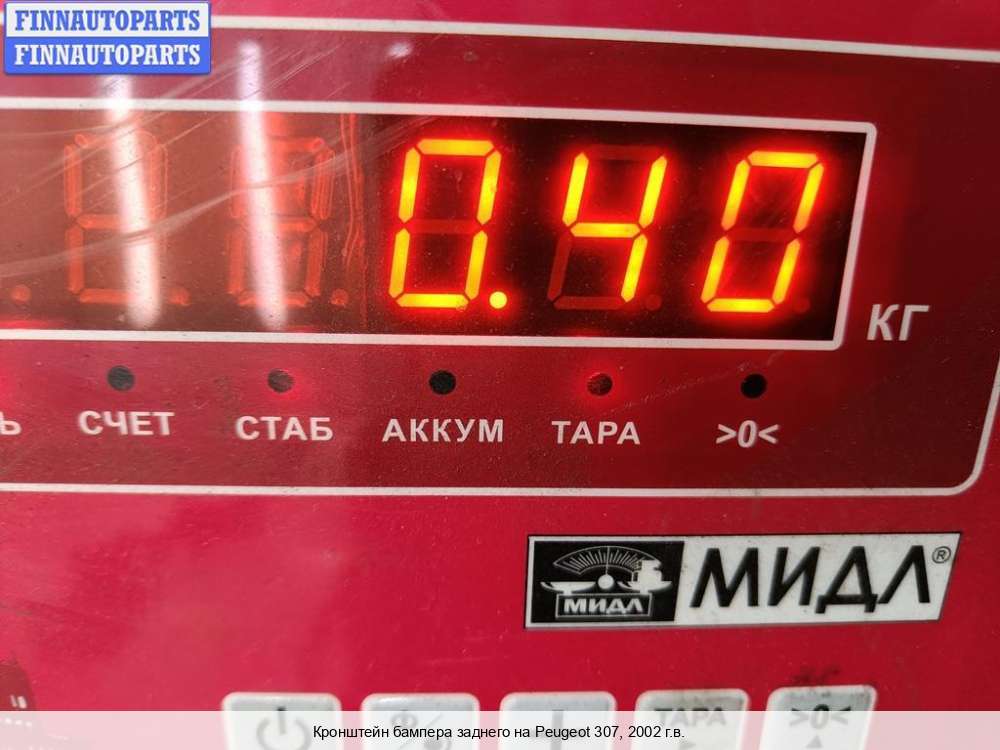 FINNAUTOPARTS
FINNAUTOPARTS
0.40
КГ
Ь СЧЕТ СТАБ АККУМ ТАРА >0<
МИДЛ МИДЛ®
ТАРА >0<
Кронштейн бампера заднего на Peugeot 307, 2002 г.в.